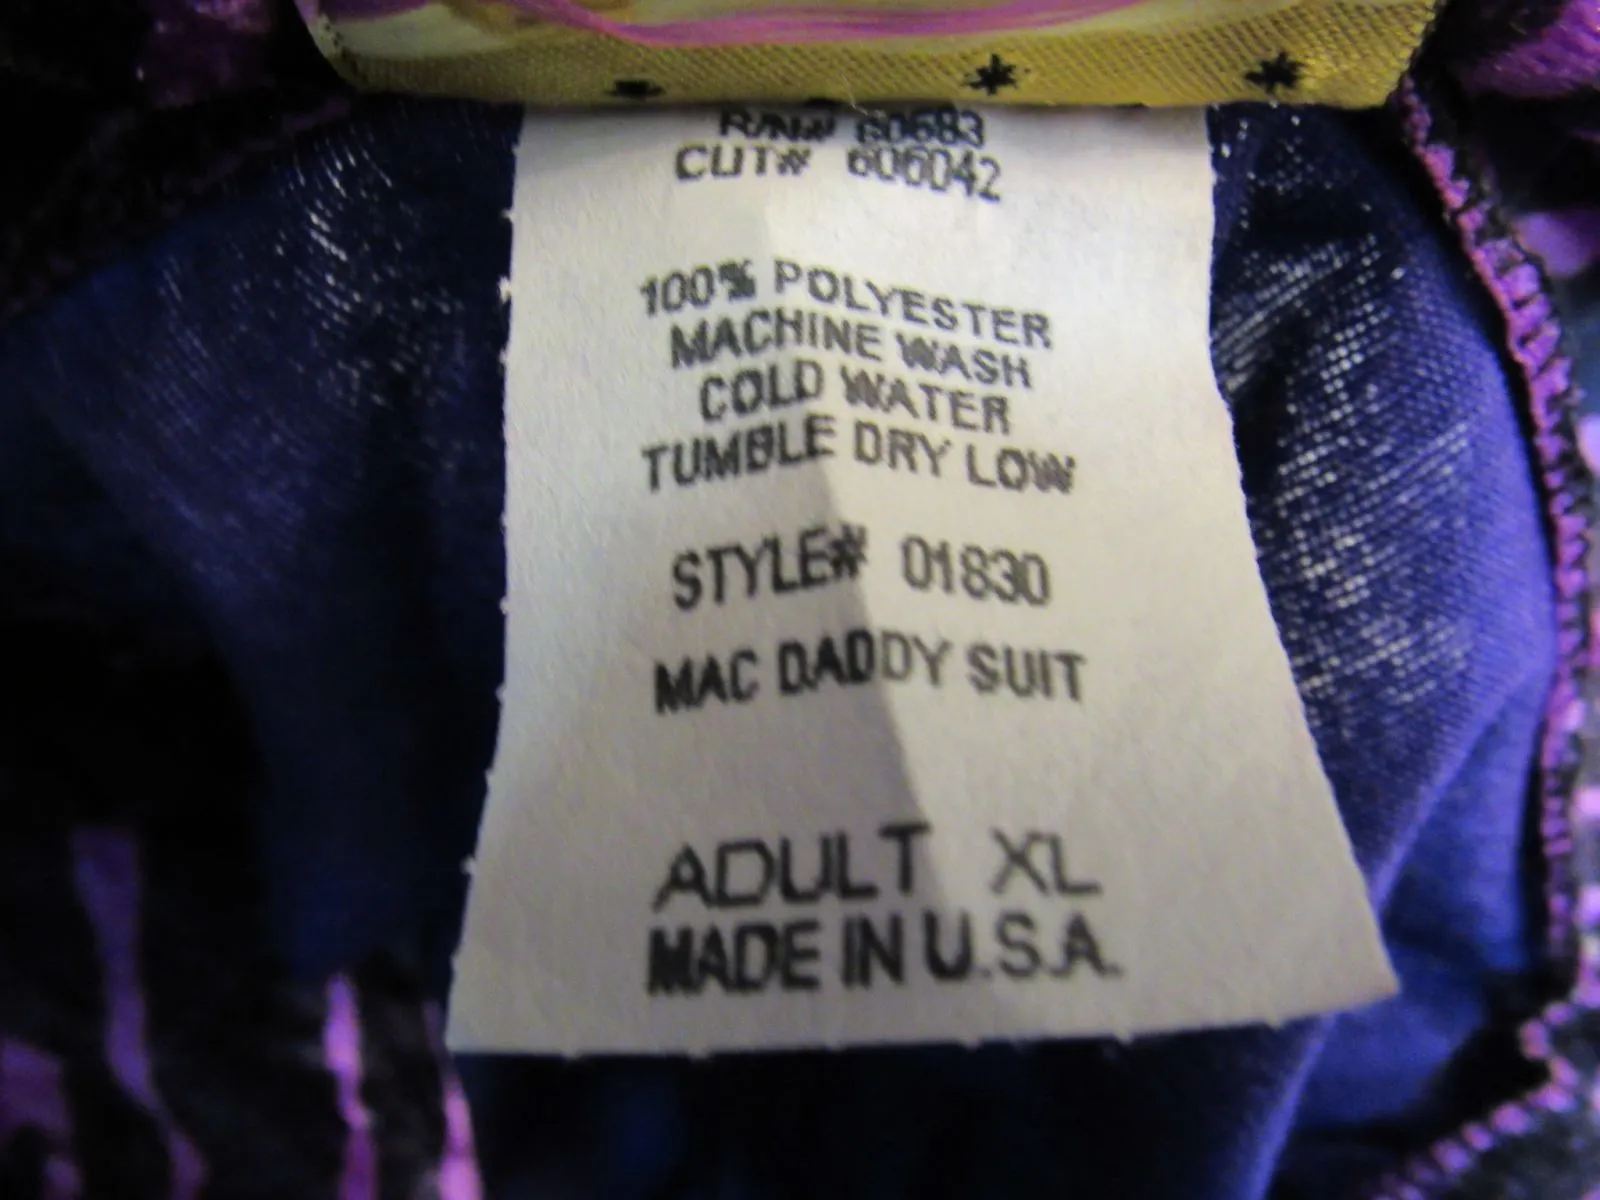 R/N# 60683
CUT# 606042
100% POLYESTER
MACHINE WASH
COLD WATER
TUMBLE DRY LOW
STYLE# 01830
MAC DADDY SUIT
ADULT XL
MADE IN U.S.A.